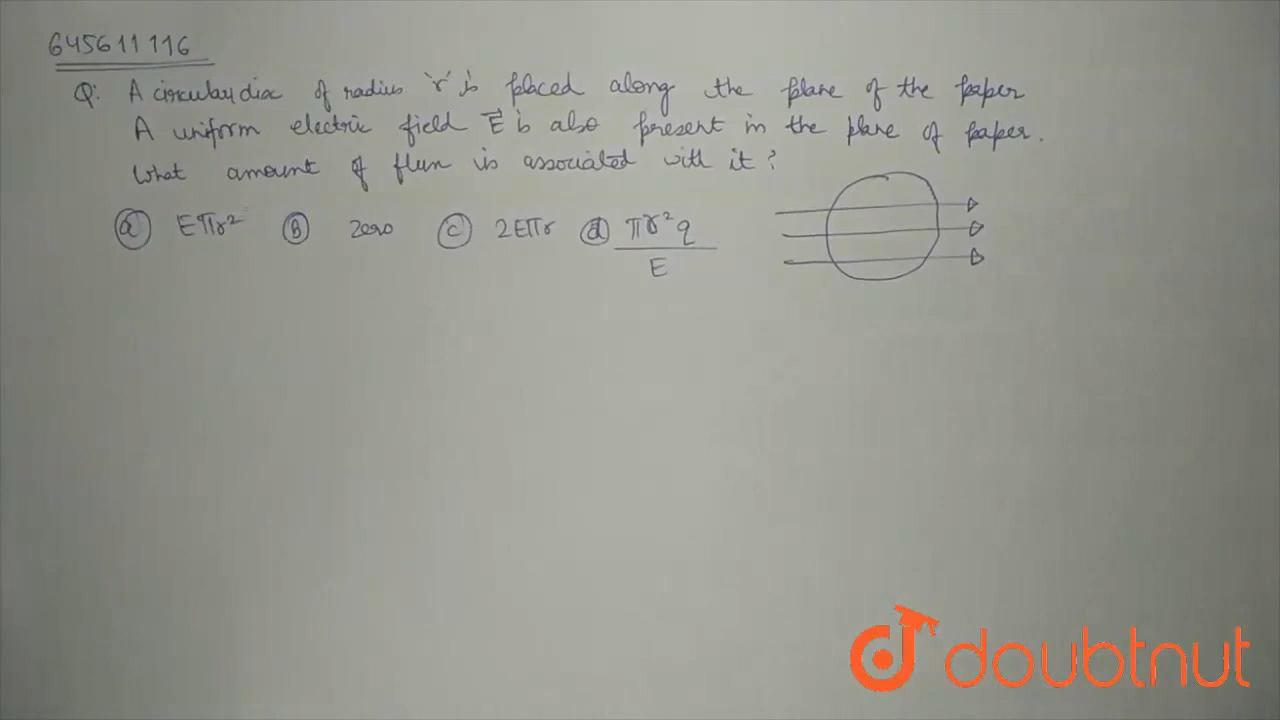 645611116
Q: A circular disc of radius 'r' is placed along the plane of the paper
A uniform electric field E⃗ is also present in the plane of paper.
What amount of flux is associated with it?
(a) Eπr² (B) Zero (C) 2Eπr (d) πr²q/E
doubtnut